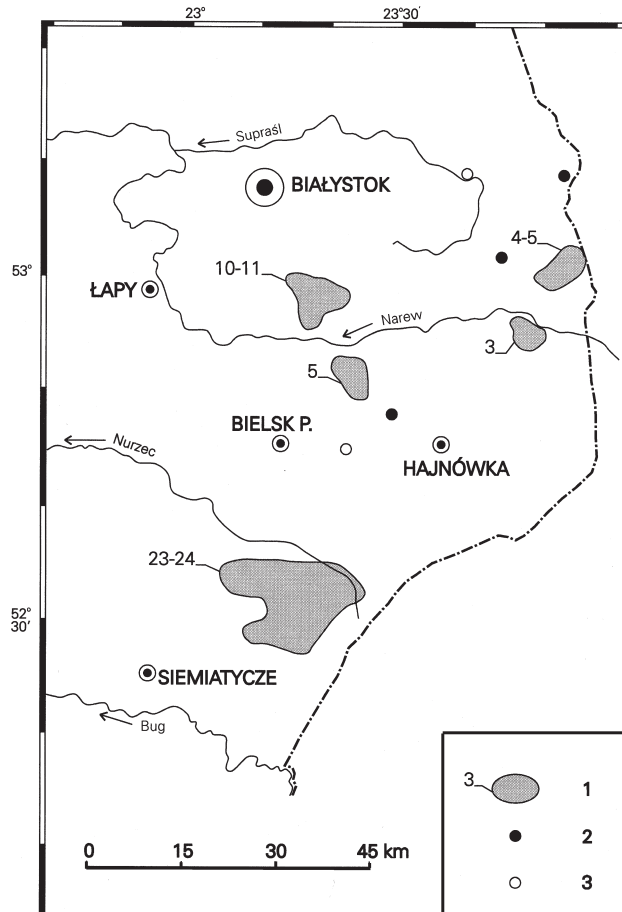 23°
23°30'
Supraśl
BIAŁYSTOK
4-5
10-11
53°
ŁAPY
Narew
3
5
BIELSK P.
Nurzec
HAJNÓWKA
23-24
52°
30'
SIEMIATYCZE
Bug
3
1
2
3
0 15 30 45 km